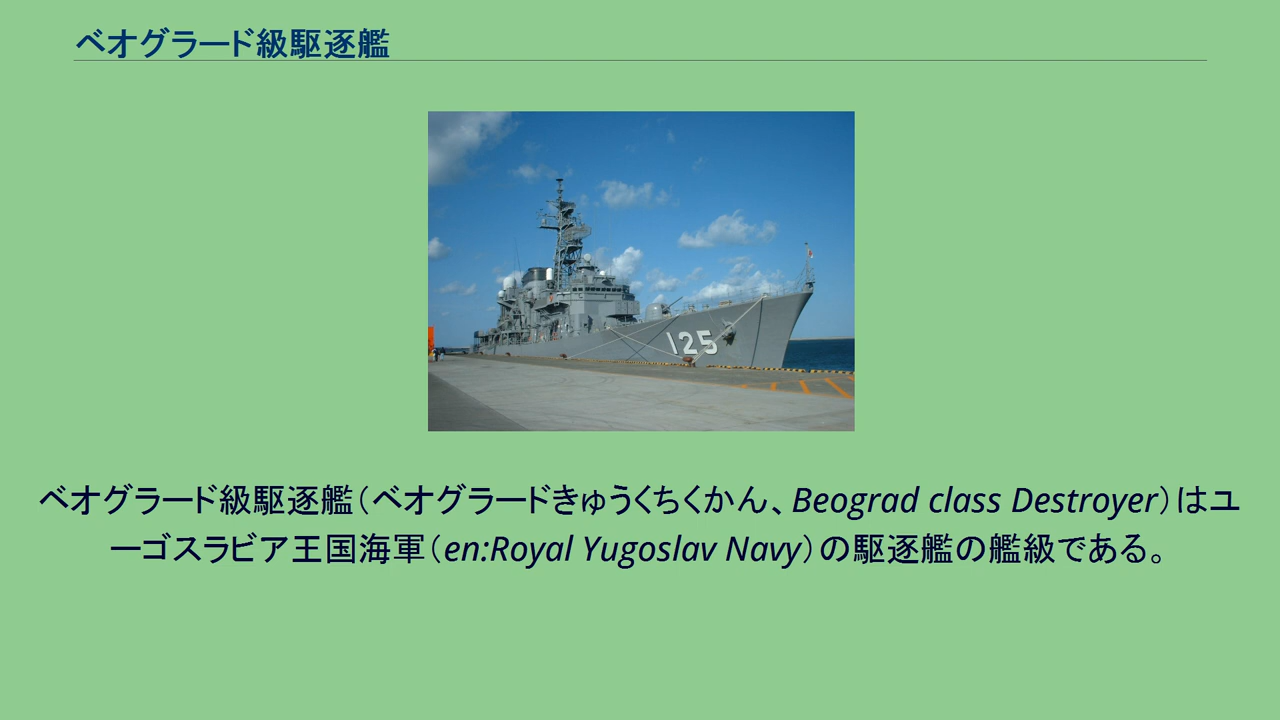 ベオグラード級駆逐艦
125
ベオグラード級駆逐艦（ベオグラードきゅうくちくかん、Beograd class Destroyer）はユ
ーゴスラビア王国海軍（en:Royal Yugoslav Navy）の駆逐艦の艦級である。